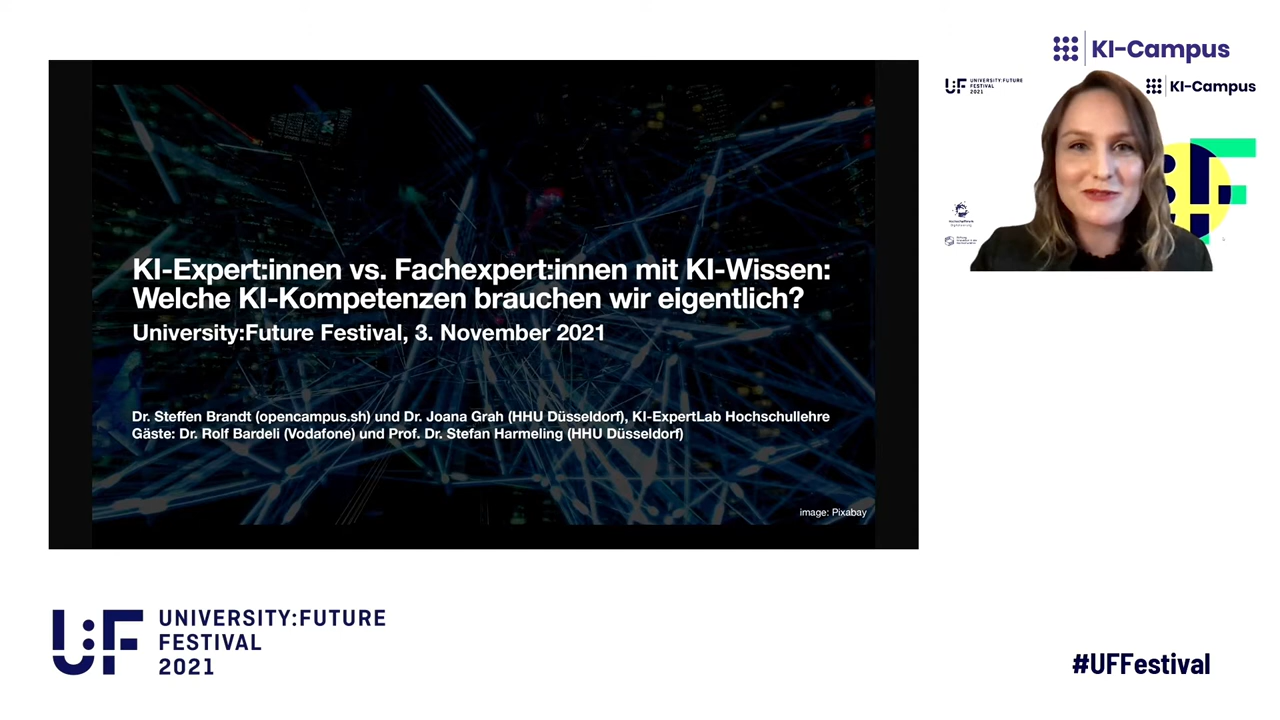 KI-Campus
UNIVERSITY:FUTURE
FESTIVAL
2021
KI-Campus
KI-Expert:innen vs. Fachexpert:innen mit KI-Wissen:
Welche KI-Kompetenzen brauchen wir eigentlich?
University:Future Festival, 3. November 2021
Dr. Steffen Brandt (opencampus.sh) und Dr. Joana Grah (HHU Düsseldorf), KI-ExpertLab Hochschullehre
Gäste: Dr. Rolf Bardeli (Vodafone) und Prof. Dr. Stefan Harmeling (HHU Düsseldorf)
image: Pixabay
U:F UNIVERSITY:FUTURE
FESTIVAL
2021
#UFFestival